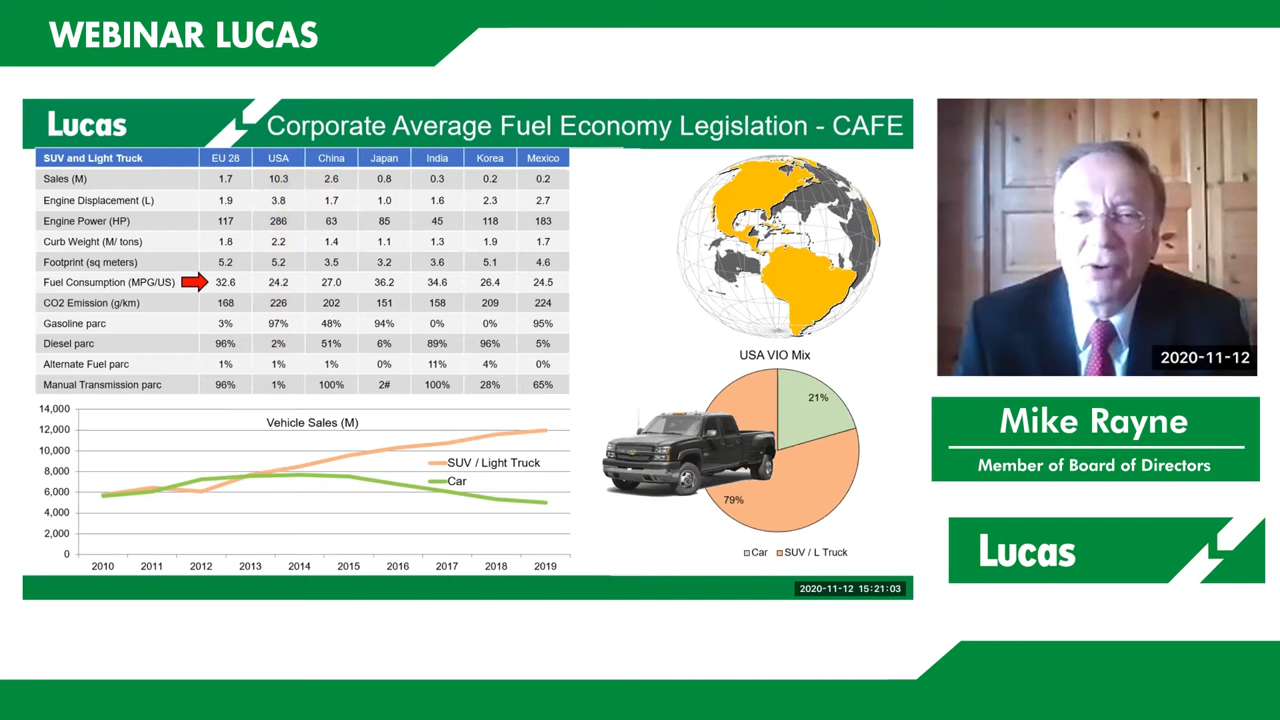 WEBINAR LUCAS
Lucas
Corporate Average Fuel Economy Legislation - CAFE
SUV and Light Truck EU 28 USA China Japan India Korea Mexico
Sales (M) 1.7 10.3 2.6 0.8 0.3 0.2 0.2
Engine Displacement (L) 1.9 3.8 1.7 1.0 1.6 2.3 2.7
Engine Power (HP) 117 286 63 85 45 118 183
Curb Weight (M/ tons) 1.8 2.2 1.4 1.1 1.3 1.9 1.7
Footprint (sq meters) 5.2 5.2 3.5 3.2 3.6 5.1 4.6
Fuel Consumption (MPG/US) 32.6 24.2 27.0 36.2 34.6 26.4 24.5
CO2 Emission (g/km) 168 226 202 151 158 209 224
Gasoline parc 3% 97% 48% 94% 0% 0% 95%
Diesel parc 96% 2% 51% 6% 89% 96% 5%
Alternate Fuel parc 1% 1% 1% 0% 11% 4% 0%
Manual Transmission parc 96% 1% 100% 2# 100% 28% 65%
Vehicle Sales (M)
14,000
12,000
10,000
8,000
6,000
4,000
2,000
0
SUV / Light Truck
Car
2010 2011 2012 2013 2014 2015 2016 2017 2018 2019
USA VIO Mix
21%
79%
Car SUV / L Truck
2020-11-12 15:21:03
2020-11-12
Mike Rayne
Member of Board of Directors
Lucas